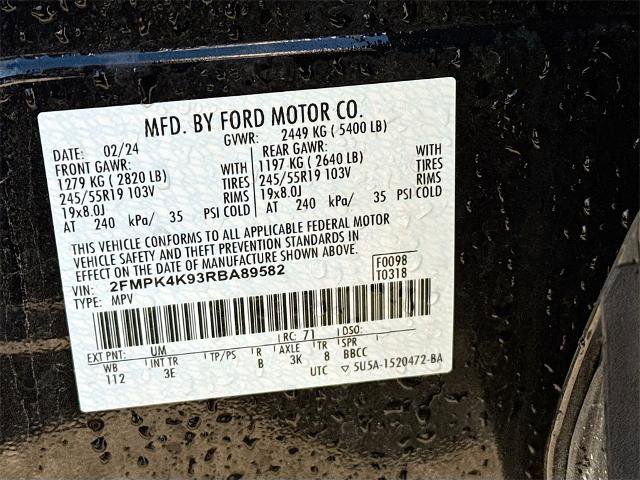 MFD. BY FORD MOTOR CO.
DATE: 02/24 GVWR: 2449 KG ( 5400 LB)
FRONT GAWR: REAR GAWR:
1279 KG ( 2820 LB) WITH 1197 KG ( 2640 LB) WITH
245/55R19 103V TIRES 245/55R19 103V TIRES
19x8.0J RIMS 19x8.0J RIMS
AT 240 kPa/ 35 PSI COLD AT 240 kPa/ 35 PSI COLD
THIS VEHICLE CONFORMS TO ALL APPLICABLE FEDERAL MOTOR
VEHICLE SAFETY AND THEFT PREVENTION STANDARDS IN
EFFECT ON THE DATE OF MANUFACTURE SHOWN ABOVE.
VIN: 2FMPK4K93RBA89582 F0098
TYPE: MPV T0318
EXT PNT: UM RC: 71 DSO:
WB INT TR TP/PS R AXLE TR SPR
112 3E B 3K 8 BBCC
UTC ▽ 5U5A-1520472-BA